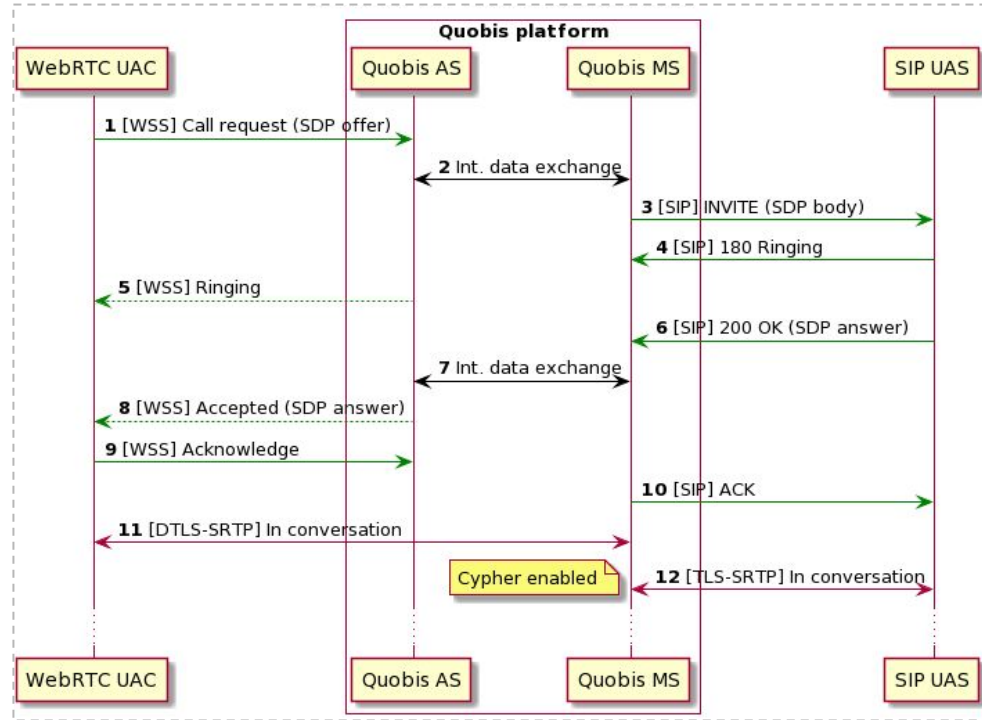 Quobis platform
WebRTC UAC Quobis AS Quobis MS SIP UAS
1 [WSS] Call request (SDP offer)
2 Int. data exchange
3 [SIP] INVITE (SDP body)
4 [SIP] 180 Ringing
5 [WSS] Ringing
6 [SIP] 200 OK (SDP answer)
7 Int. data exchange
8 [WSS] Accepted (SDP answer)
9 [WSS] Acknowledge
10 [SIP] ACK
11 [DTLS-SRTP] In conversation
Cypher enabled 12 [TLS-SRTP] In conversation
WebRTC UAC Quobis AS Quobis MS SIP UAS